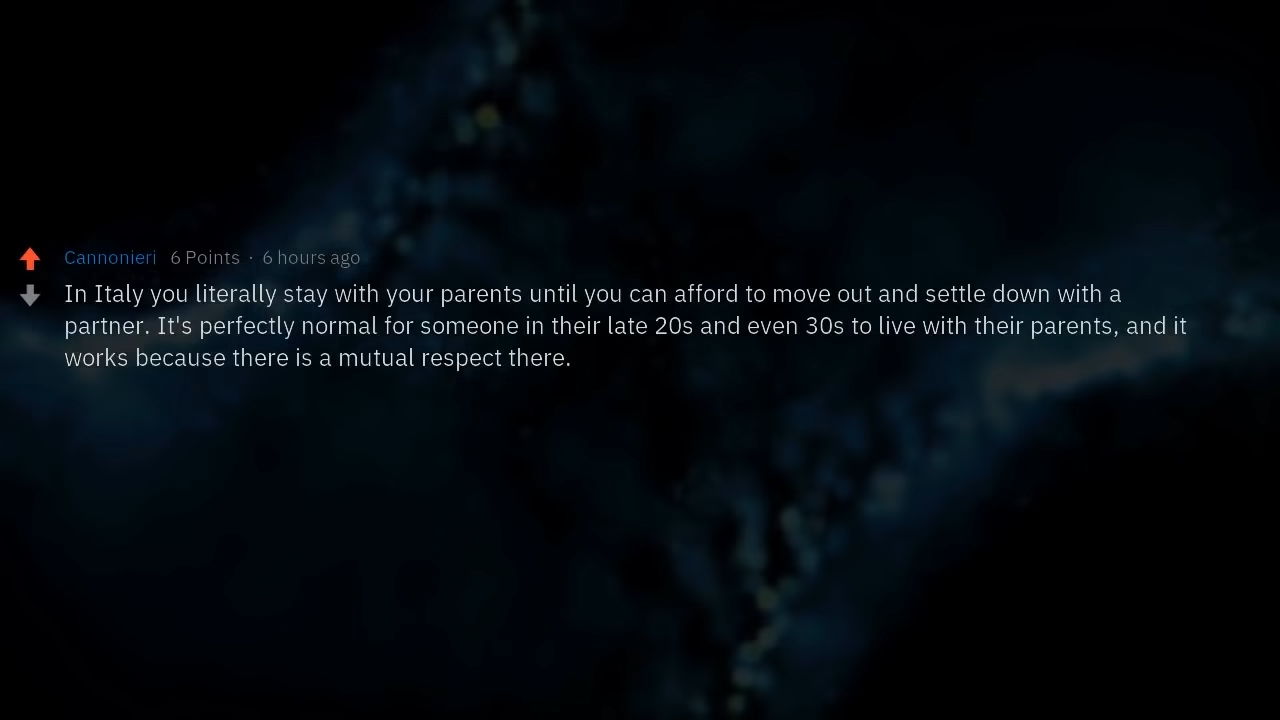 Cannonieri 6 Points · 6 hours ago
In Italy you literally stay with your parents until you can afford to move out and settle down with a
partner. It's perfectly normal for someone in their late 20s and even 30s to live with their parents, and it
works because there is a mutual respect there.